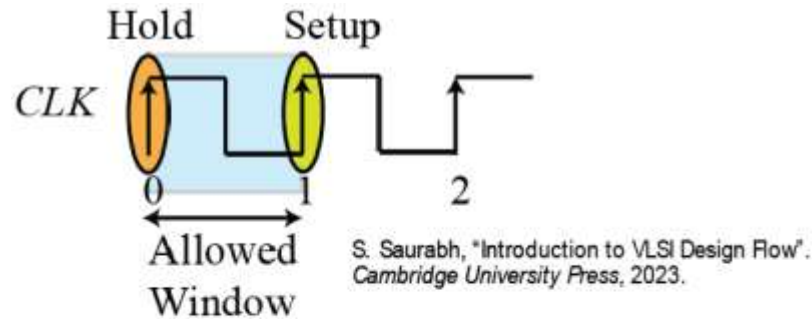 Hold Setup
CLK
0 1 2
Allowed
Window
S. Saurabh, “Introduction to VLSI Design Flow”.
Cambridge University Press, 2023.